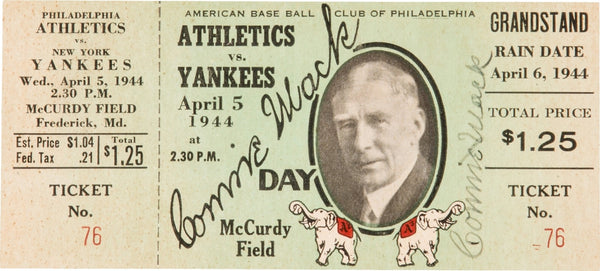 PHILADELPHIA
ATHLETICS
vs.
NEW YORK
YANKEES
Wed., April 5, 1944
2.30 P.M.
McCURDY FIELD
Frederick, Md.
Est. Price $1.04
Fed. Tax .21
Total
$1.25
TICKET
No.
76
AMERICAN BASE BALL CLUB OF PHILADELPHIA
ATHLETICS
vs.
YANKEES
April 5
1944
at
2.30 P.M.
Connie Mack
DAY
McCurdy
Field
A's
A's
GRANDSTAND
RAIN DATE
April 6, 1944
Connie Mack
TOTAL PRICE
$1.25
TICKET
No.
76